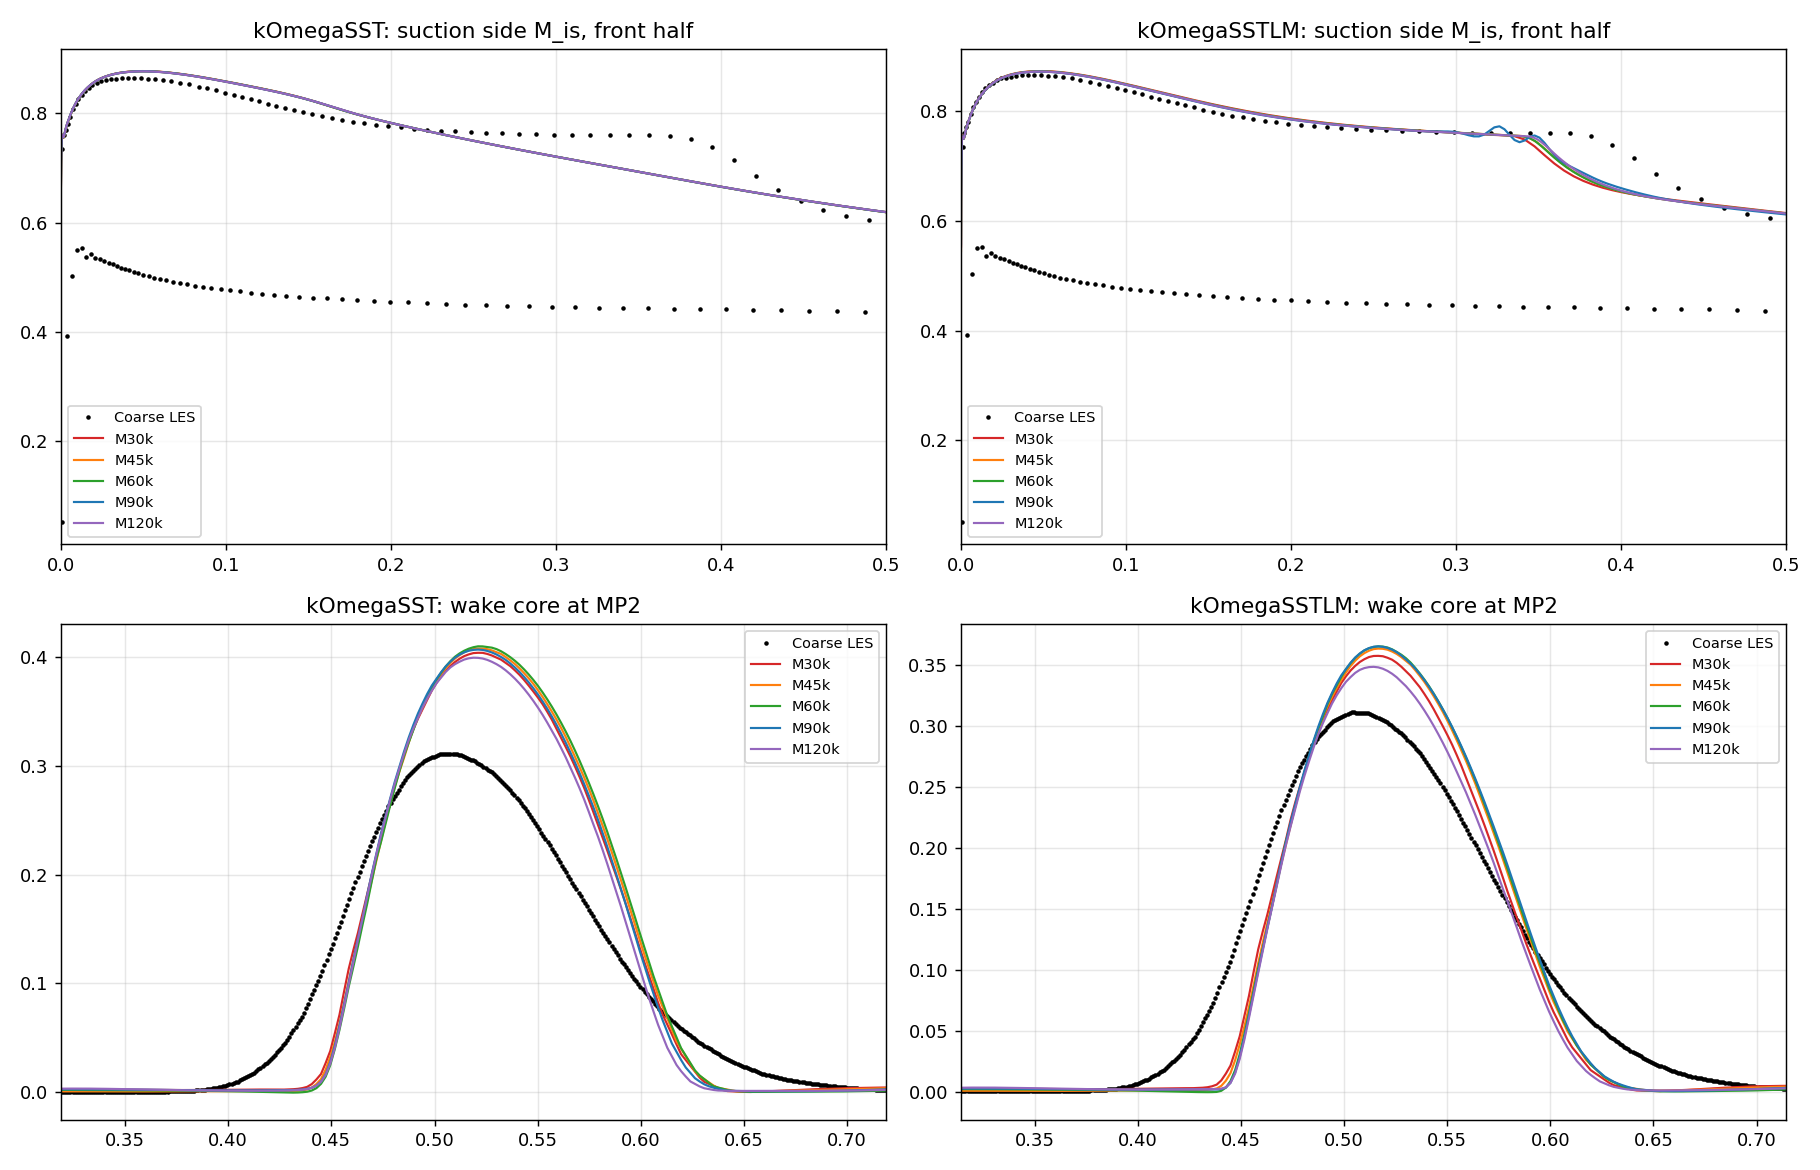 kOmegaSST: suction side M_is, front half
0.8
0.6
0.4
0.2
Coarse LES
M30k
M45k
M60k
M90k
M120k
0.0 0.1 0.2 0.3 0.4 0.5
kOmegaSSTLM: suction side M_is, front half
0.8
0.6
0.4
0.2
Coarse LES
M30k
M45k
M60k
M90k
M120k
0.0 0.1 0.2 0.3 0.4 0.5
kOmegaSST: wake core at MP2
0.4
0.3
0.2
0.1
0.0
Coarse LES
M30k
M45k
M60k
M90k
M120k
0.35 0.40 0.45 0.50 0.55 0.60 0.65 0.70
kOmegaSSTLM: wake core at MP2
0.35
0.30
0.25
0.20
0.15
0.10
0.05
0.00
Coarse LES
M30k
M45k
M60k
M90k
M120k
0.35 0.40 0.45 0.50 0.55 0.60 0.65 0.70